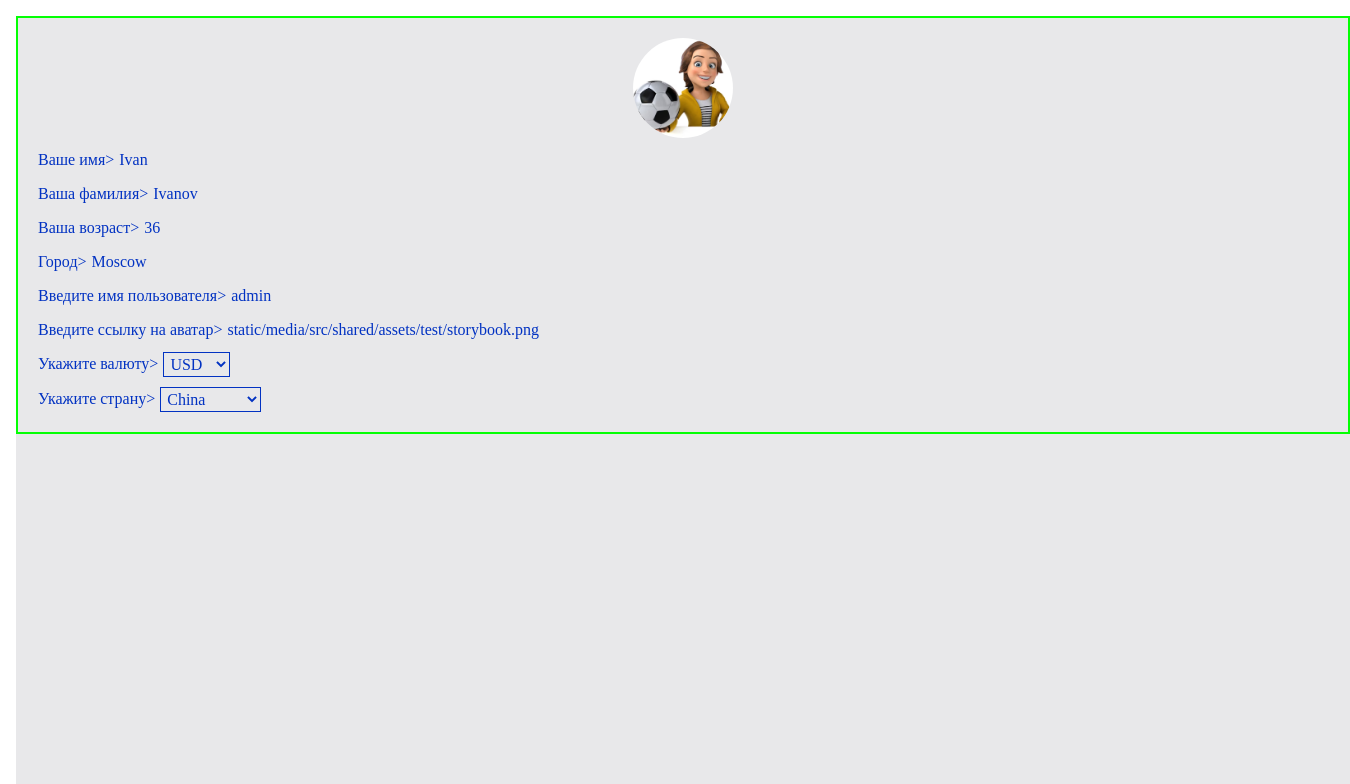 Ваше имя> Ivan
Ваша фамилия> Ivanov
Ваша возраст> 36
Город> Moscow
Введите имя пользователя> admin
Введите ссылку на аватар> static/media/src/shared/assets/test/storybook.png
Укажите валюту> USD
Укажите страну> China